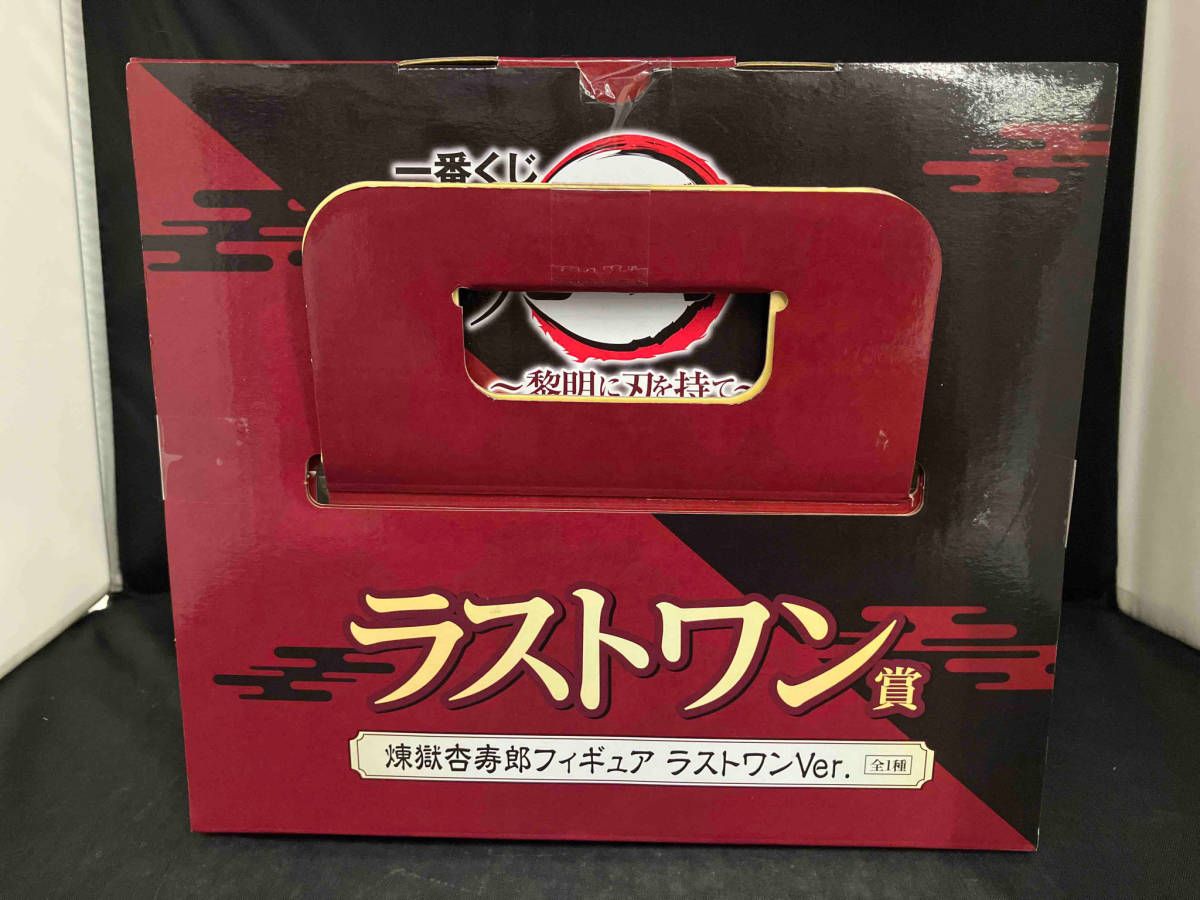 一番くじ
～黎明に刃を持て～
ラストワン賞
煉獄杏寿郎フィギュア ラストワンVer. 全1種